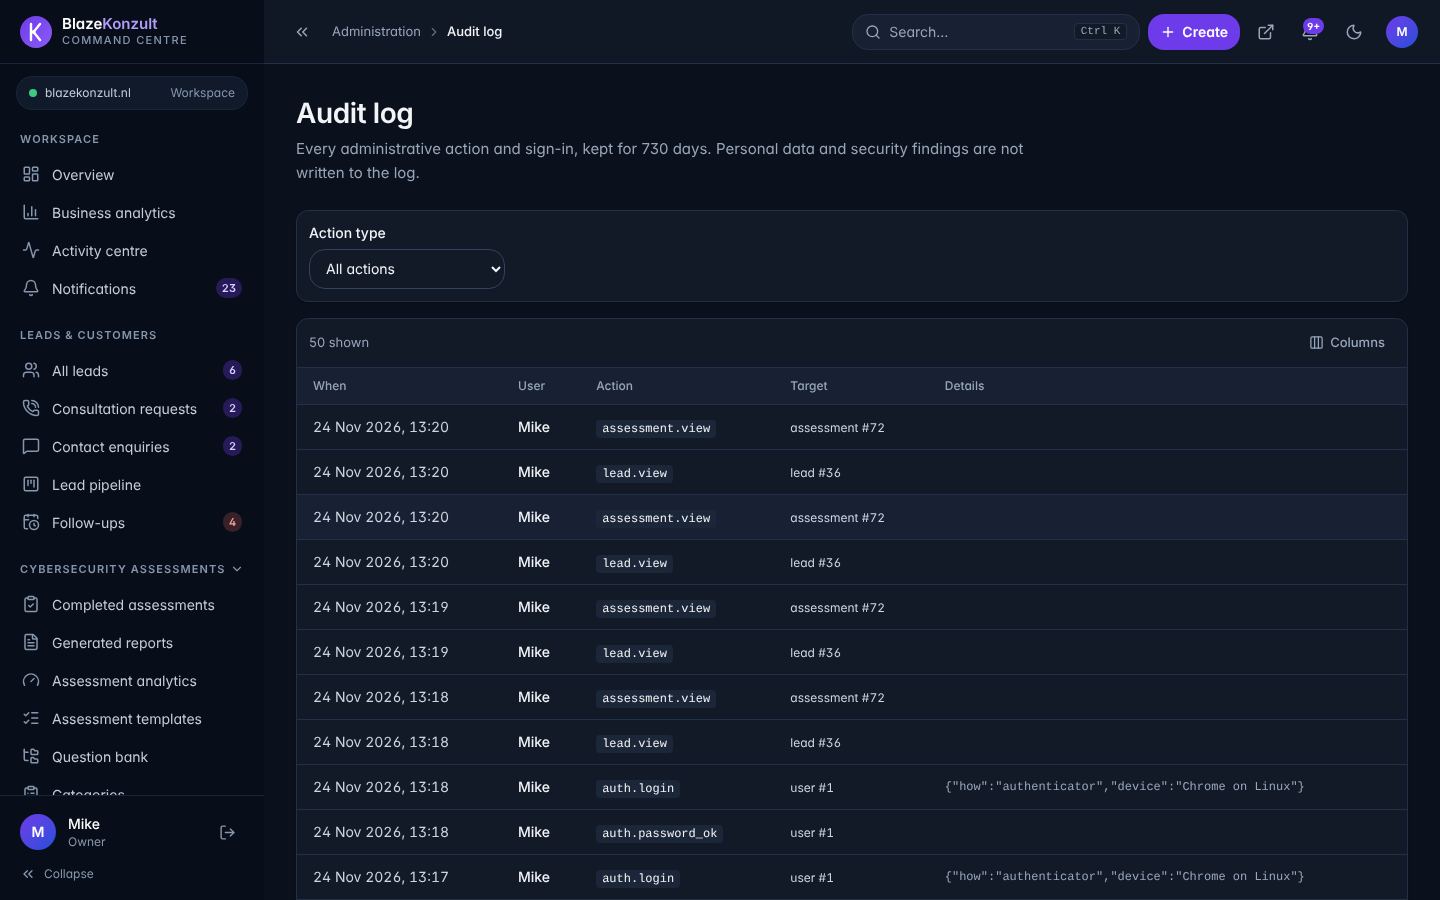 BlazeKonzult
COMMAND CENTRE
Administration > Audit log
Search...
Ctrl K
Create
9+
M
blazekonzult.nl
Workspace
WORKSPACE
Overview
Business analytics
Activity centre
Notifications 23
LEADS & CUSTOMERS
All leads 6
Consultation requests 2
Contact enquiries 2
Lead pipeline
Follow-ups 4
CYBERSECURITY ASSESSMENTS
Completed assessments
Generated reports
Assessment analytics
Assessment templates
Question bank
Categories
M
Mike
Owner
Collapse
Audit log
Every administrative action and sign-in, kept for 730 days. Personal data and security findings are not
written to the log.
Action type
All actions
50 shown
Columns
When User Action Target Details
24 Nov 2026, 13:20 Mike assessment.view assessment #72
24 Nov 2026, 13:20 Mike lead.view lead #36
24 Nov 2026, 13:20 Mike assessment.view assessment #72
24 Nov 2026, 13:20 Mike lead.view lead #36
24 Nov 2026, 13:19 Mike assessment.view assessment #72
24 Nov 2026, 13:19 Mike lead.view lead #36
24 Nov 2026, 13:18 Mike assessment.view assessment #72
24 Nov 2026, 13:18 Mike lead.view lead #36
24 Nov 2026, 13:18 Mike auth.login user #1 {"how":"authenticator","device":"Chrome on Linux"}
24 Nov 2026, 13:18 Mike auth.password_ok user #1
24 Nov 2026, 13:17 Mike auth.login user #1 {"how":"authenticator","device":"Chrome on Linux"}